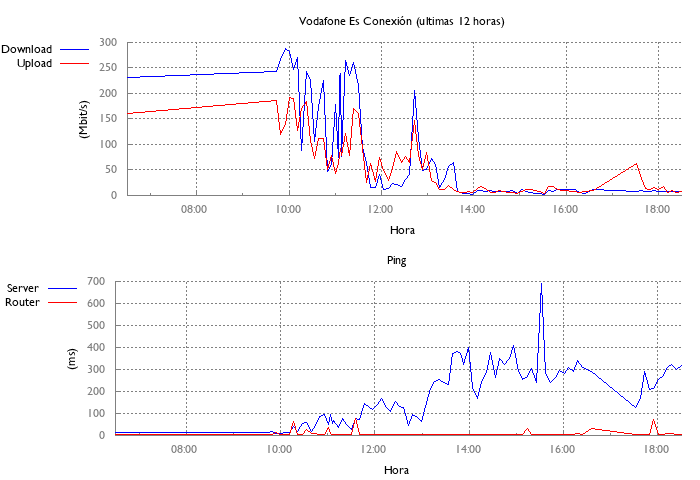 Vodafone Es Conexión (ultimas 12 horas)
Download
Upload
(Mbit/s)
300
250
200
150
100
50
0
08:00 10:00 12:00 14:00 16:00 18:00
Hora
Ping
Server
Router
(ms)
700
600
500
400
300
200
100
0
08:00 10:00 12:00 14:00 16:00 18:00
Hora